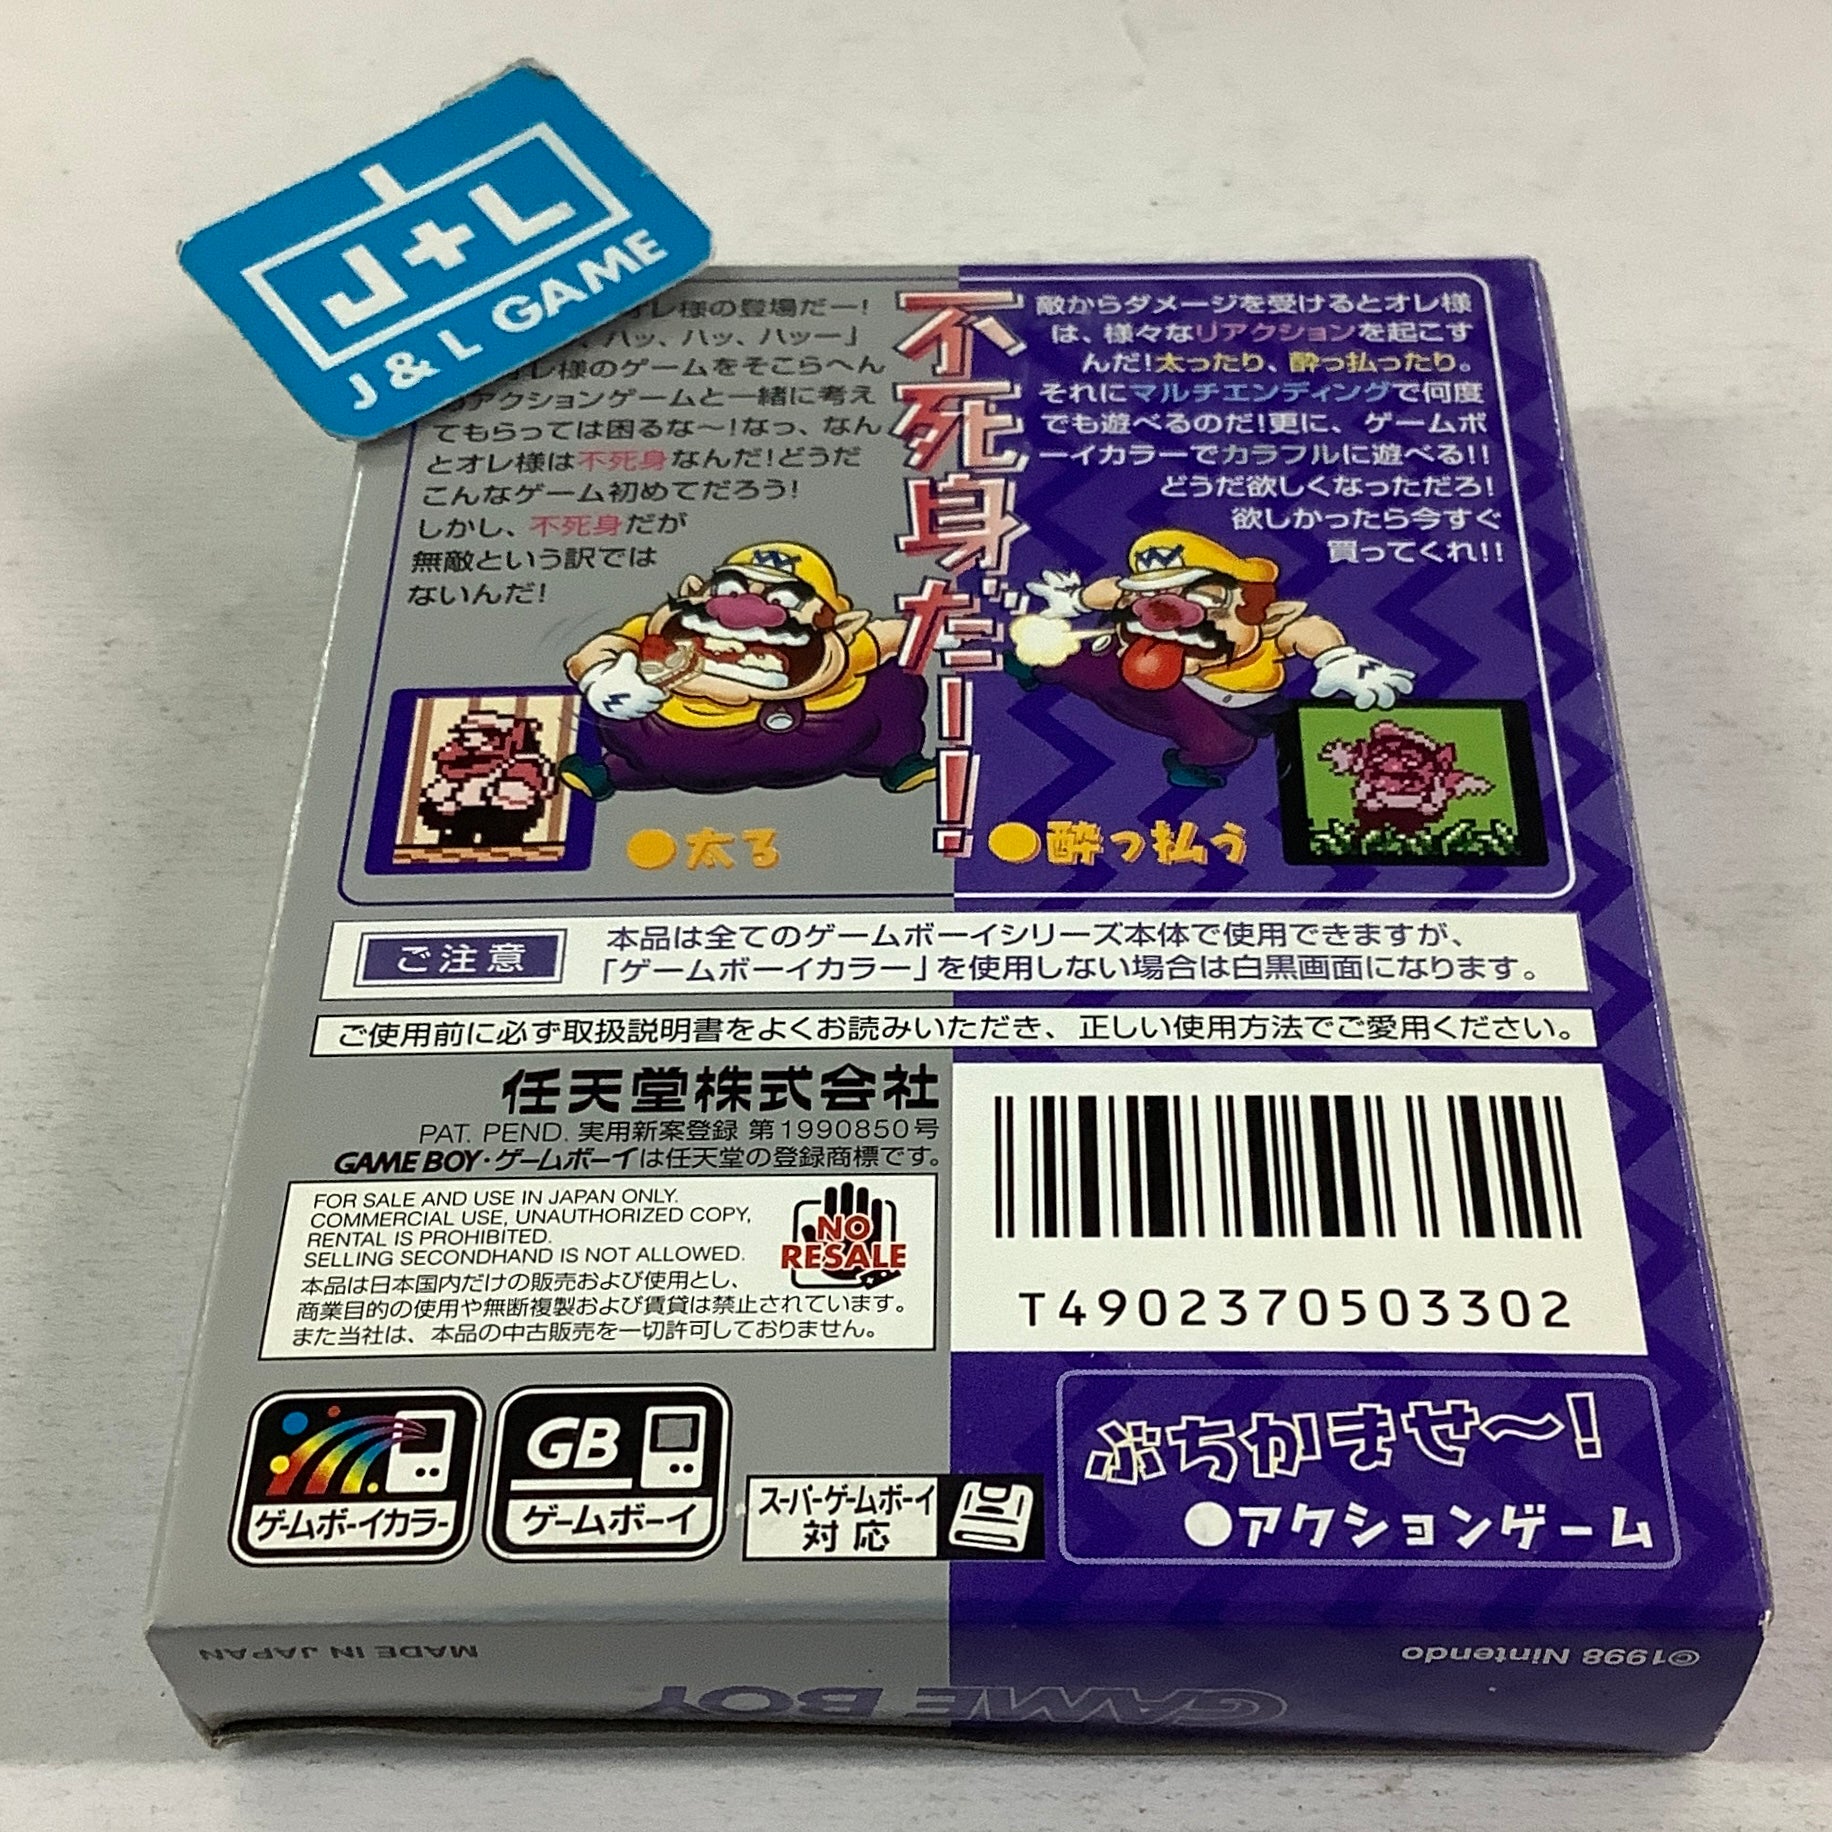 J+L
J & L GAME
オレ様の登場だー!
ハッ、ハッ、ハッー」
オレ様のゲームをそこらへん
アクションゲームと一緒に考え
てもらっては困るな〜!なっ、なん
とオレ様は不死身なんだ!どうだ
こんなゲーム初めてだろう!
しかし、不死身だが
無敵という訳では
ないんだ!
不死身だー!!
敵からダメージを受けるとオレ様
は、様々なリアクションを起こす
んだ!太ったり、酔っ払ったり。
それにマルチエンディングで何度
でも遊べるのだ!更に、ゲームボ
ーイカラーでカラフルに遊べる!!
どうだ欲しくなっただろ!
欲しかったら今すぐ
買ってくれ!!
●太る
●酔っ払う
ご注意
本品は全てのゲームボーイシリーズ本体で使用できますが、
「ゲームボーイカラー」を使用しない場合は白黒画面になります。
ご使用前に必ず取扱説明書をよくお読みいただき、正しい使用方法でご愛用ください。
任天堂株式会社
PAT. PEND. 実用新案登録 第1990850号
GAME BOY・ゲームボーイは任天堂の登録商標です。
FOR SALE AND USE IN JAPAN ONLY.
COMMERCIAL USE, UNAUTHORIZED COPY,
RENTAL IS PROHIBITED.
SELLING SECONDHAND IS NOT ALLOWED.
本品は日本国内だけの販売および使用とし、
商業目的の使用や無断複製および賃貸は禁止されています。
また当社は、本品の中古販売を一切許可しておりません。
NO
RESALE
T4902370503302
ゲームボーイカラー
GB
ゲームボーイ
スーパーゲームボーイ
対応
ぶちかませ〜!
●アクションゲーム
MADE IN JAPAN
©1998 Nintendo
GAME BOY